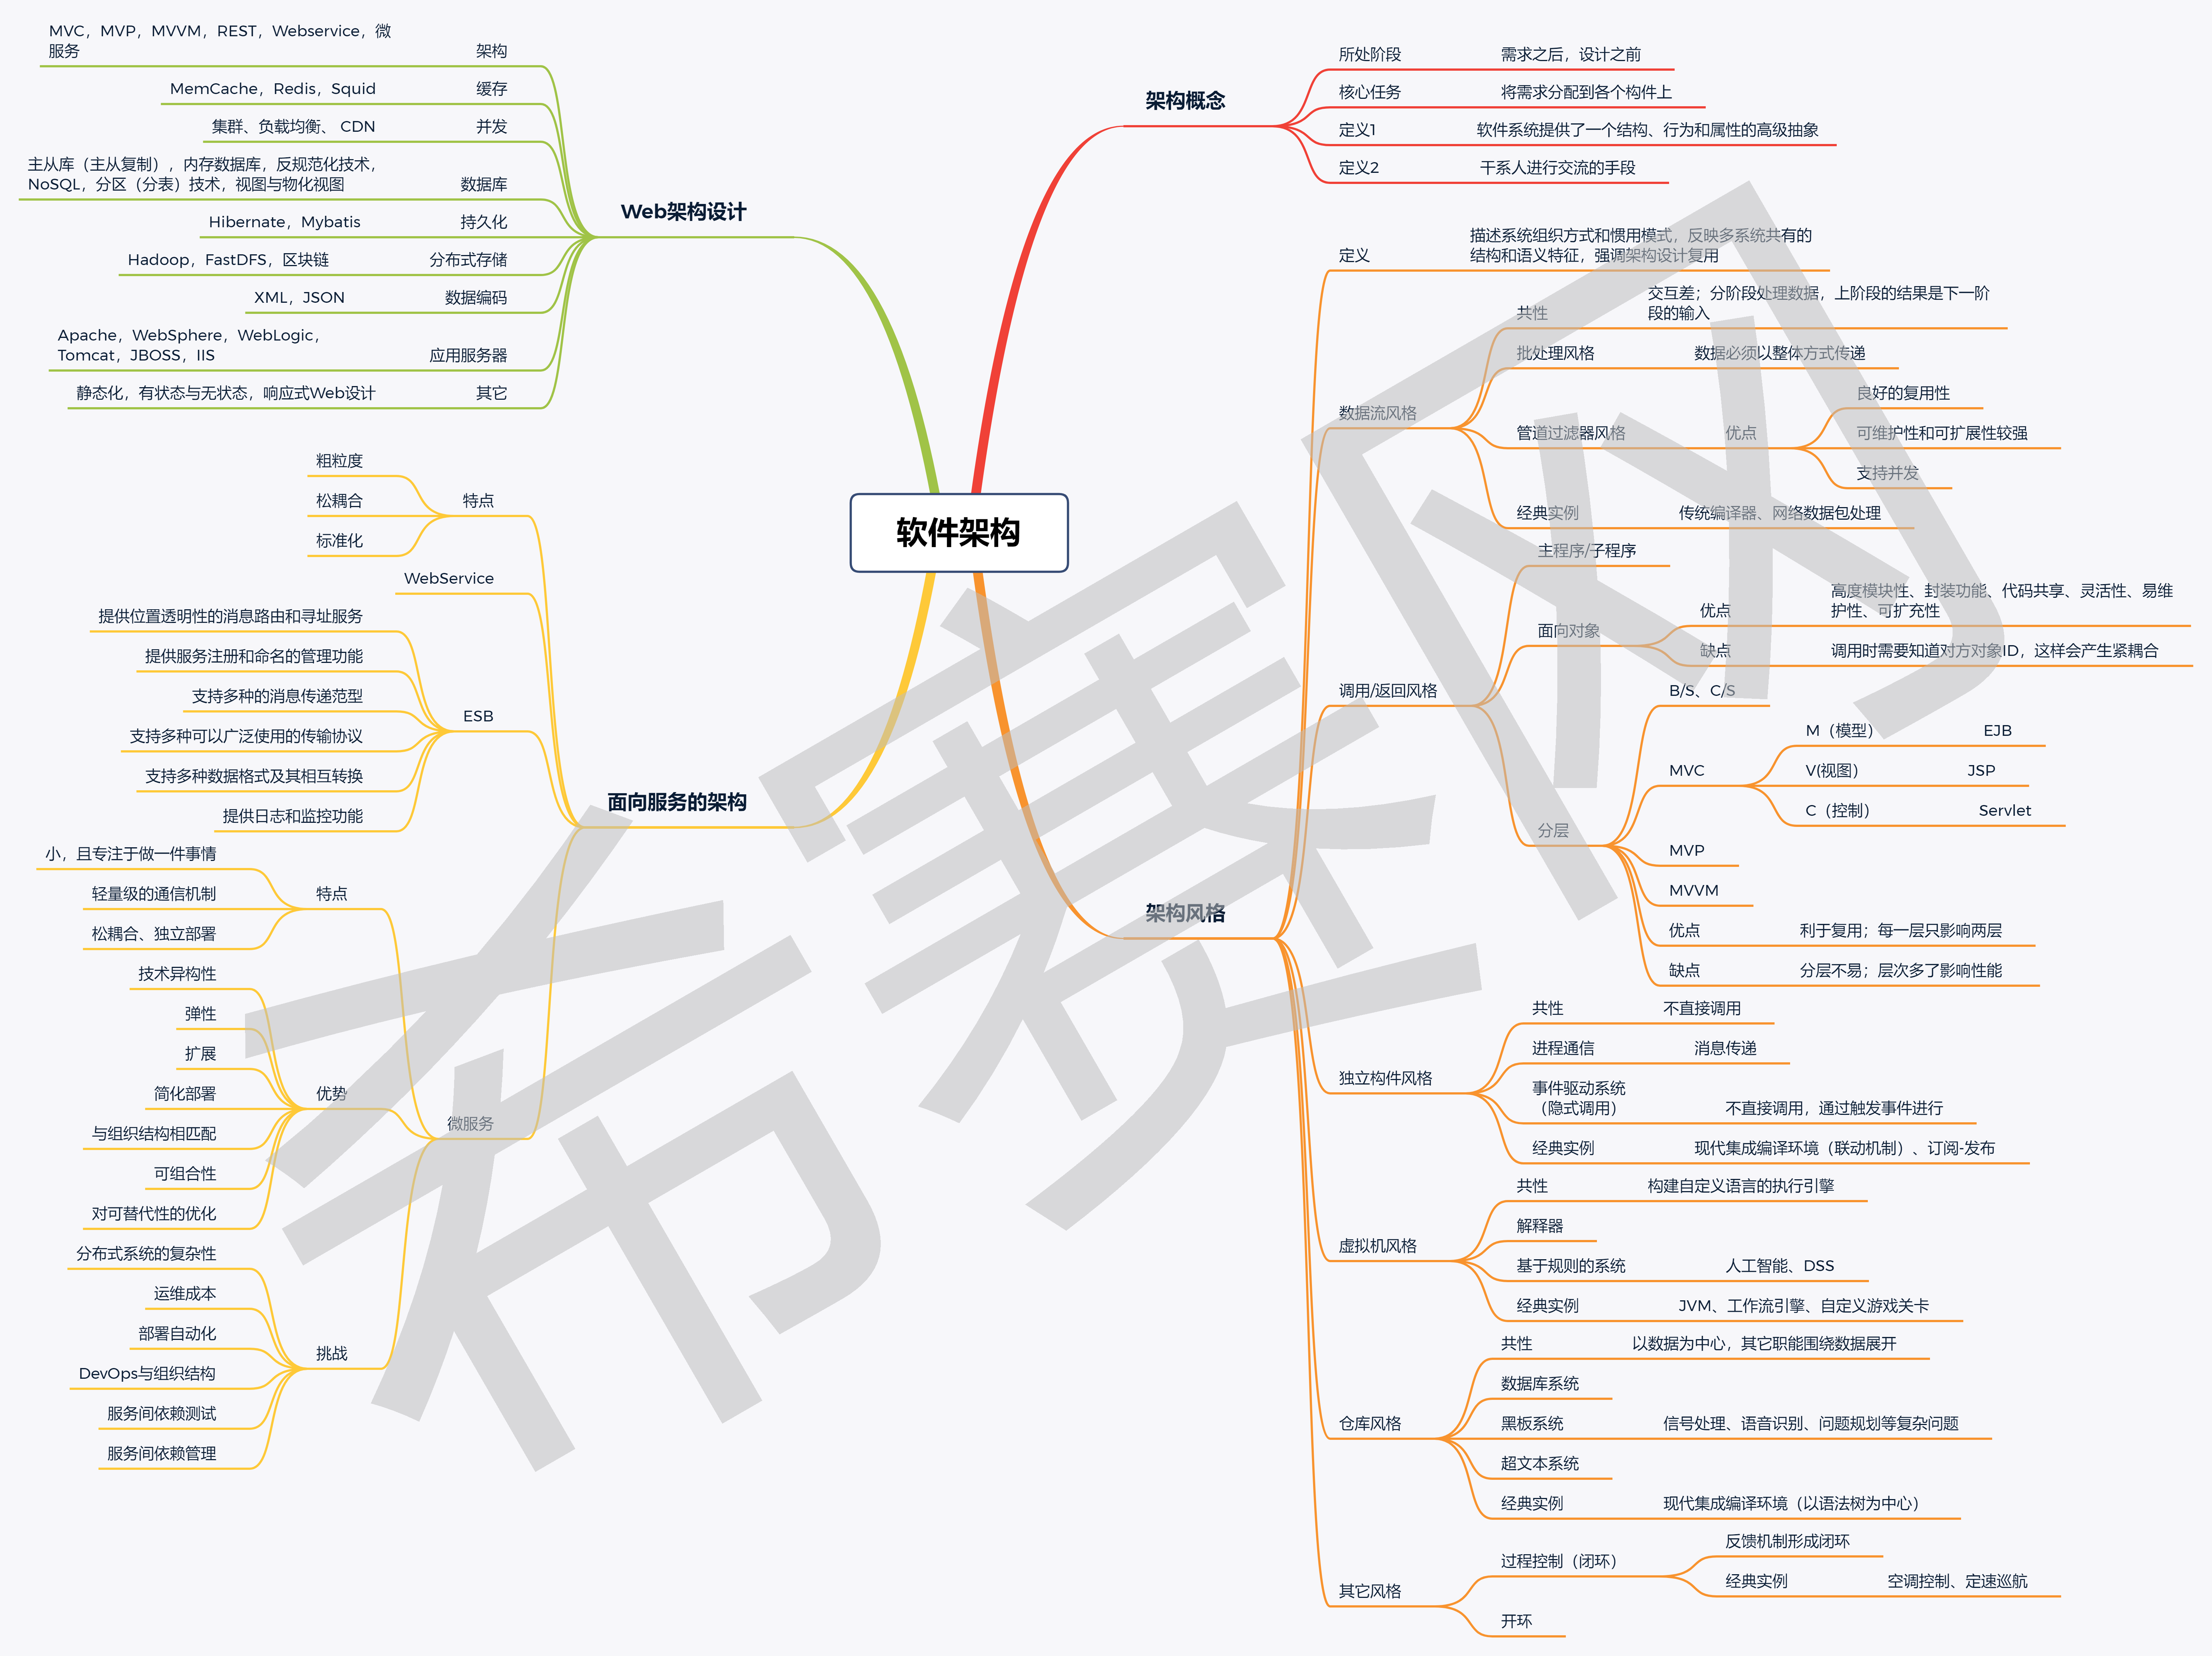 软件架构
架构概念
所处阶段
需求之后，设计之前
核心任务
将需求分配到各个构件上
定义1
软件系统提供了一个结构、行为和属性的高级抽象
定义2
干系人进行交流的手段
架构风格
定义
描述系统组织方式和惯用模式，反映多系统共有的
结构和语义特征，强调架构设计复用
数据流风格
共性
交互差；分阶段处理数据，上阶段的结果是下一阶
段的输入
批处理风格
数据必须以整体方式传递
管道过滤器风格
优点
良好的复用性
可维护性和可扩展性较强
支持并发
经典实例
传统编译器、网络数据包处理
调用/返回风格
主程序/子程序
面向对象
优点
高度模块性、封装功能、代码共享、灵活性、易维
护性、可扩充性
缺点
调用时需要知道对方对象ID，这样会产生紧耦合
分层
B/S、C/S
MVC
M（模型）
EJB
V(视图）
JSP
C（控制）
Servlet
MVP
MVVM
优点
利于复用；每一层只影响两层
缺点
分层不易；层次多了影响性能
独立构件风格
共性
不直接调用
进程通信
消息传递
事件驱动系统
（隐式调用）
不直接调用，通过触发事件进行
经典实例
现代集成编译环境（联动机制）、订阅-发布
虚拟机风格
共性
构建自定义语言的执行引擎
解释器
基于规则的系统
人工智能、DSS
经典实例
JVM、工作流引擎、自定义游戏关卡
仓库风格
共性
以数据为中心，其它职能围绕数据展开
数据库系统
黑板系统
信号处理、语音识别、问题规划等复杂问题
超文本系统
经典实例
现代集成编译环境（以语法树为中心）
其它风格
过程控制（闭环）
反馈机制形成闭环
经典实例
空调控制、定速巡航
开环
Web架构设计
架构
MVC，MVP，MVVM，REST，Webservice，微
服务
缓存
MemCache，Redis，Squid
并发
集群、负载均衡、 CDN
数据库
主从库（主从复制），内存数据库，反规范化技术，
NoSQL，分区（分表）技术，视图与物化视图
持久化
Hibernate，Mybatis
分布式存储
Hadoop，FastDFS，区块链
数据编码
XML，JSON
应用服务器
Apache，WebSphere，WebLogic，
Tomcat，JBOSS，IIS
其它
静态化，有状态与无状态，响应式Web设计
面向服务的架构
特点
粗粒度
松耦合
标准化
WebService
ESB
提供位置透明性的消息路由和寻址服务
提供服务注册和命名的管理功能
支持多种的消息传递范型
支持多种可以广泛使用的传输协议
支持多种数据格式及其相互转换
提供日志和监控功能
微服务
特点
小，且专注于做一件事情
轻量级的通信机制
松耦合、独立部署
优势
技术异构性
弹性
扩展
简化部署
与组织结构相匹配
可组合性
对可替代性的优化
挑战
分布式系统的复杂性
运维成本
部署自动化
DevOps与组织结构
服务间依赖测试
服务间依赖管理
希赛网